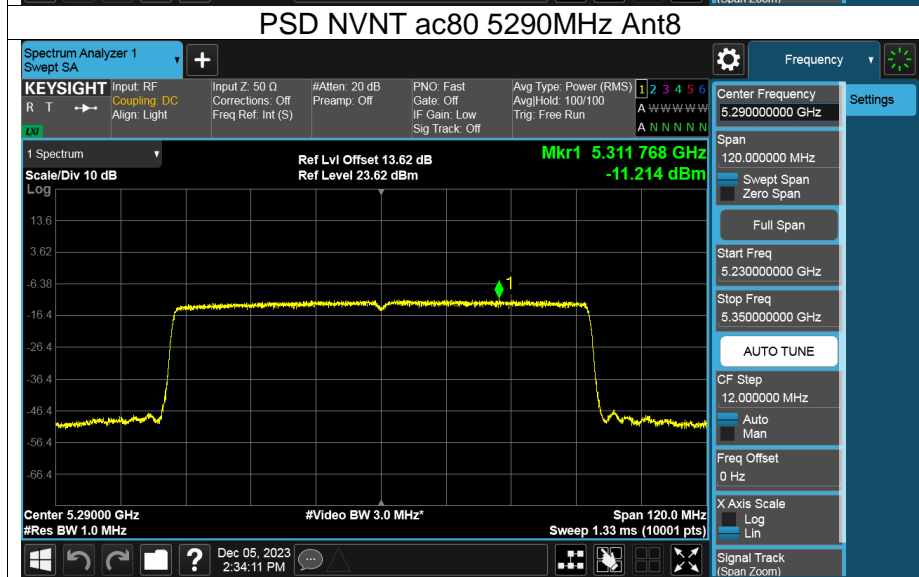 (Span Zoom)
PSD NVNT ac80 5290MHz Ant8
Spectrum Analyzer 1
Swept SA
+
Frequency
KEYSIGHT
R T
LXI
Input: RF
Coupling: DC
Align: Light
Input Z: 50 Ω
Corrections: Off
Freq Ref: Int (S)
#Atten: 20 dB
Preamp: Off
PNO: Fast
Gate: Off
IF Gain: Low
Sig Track: Off
Avg Type: Power (RMS)
Avg|Hold: 100/100
Trig: Free Run
1 2 3 4 5 6
A W W W W W
A N N N N N
1 Spectrum
Scale/Div 10 dB
Log
Ref Lvl Offset 13.62 dB
Ref Level 23.62 dBm
Mkr1 5.311 768 GHz
-11.214 dBm
13.6
3.62
-6.38
-16.4
-26.4
-36.4
-46.4
-56.4
-66.4
1
Center 5.29000 GHz
#Res BW 1.0 MHz
#Video BW 3.0 MHz*
Span 120.0 MHz
Sweep 1.33 ms (10001 pts)
?
Dec 05, 2023
2:34:11 PM
Center Frequency
5.290000000 GHz
Settings
Span
120.000000 MHz
Swept Span
Zero Span
Full Span
Start Freq
5.230000000 GHz
Stop Freq
5.350000000 GHz
AUTO TUNE
CF Step
12.000000 MHz
Auto
Man
Freq Offset
0 Hz
X Axis Scale
Log
Lin
Signal Track
(Span Zoom)